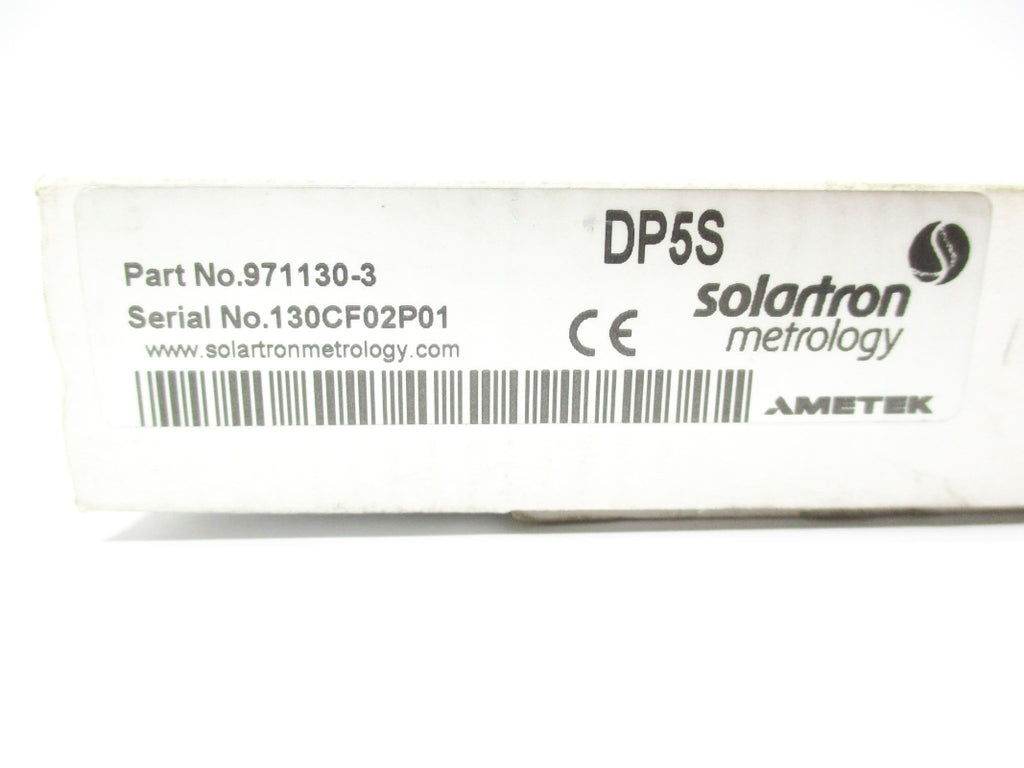 DP5S
Part No.971130-3
Serial No.130CF02P01
www.solartronmetrology.com
CE
solartron
metrology
AMETEK